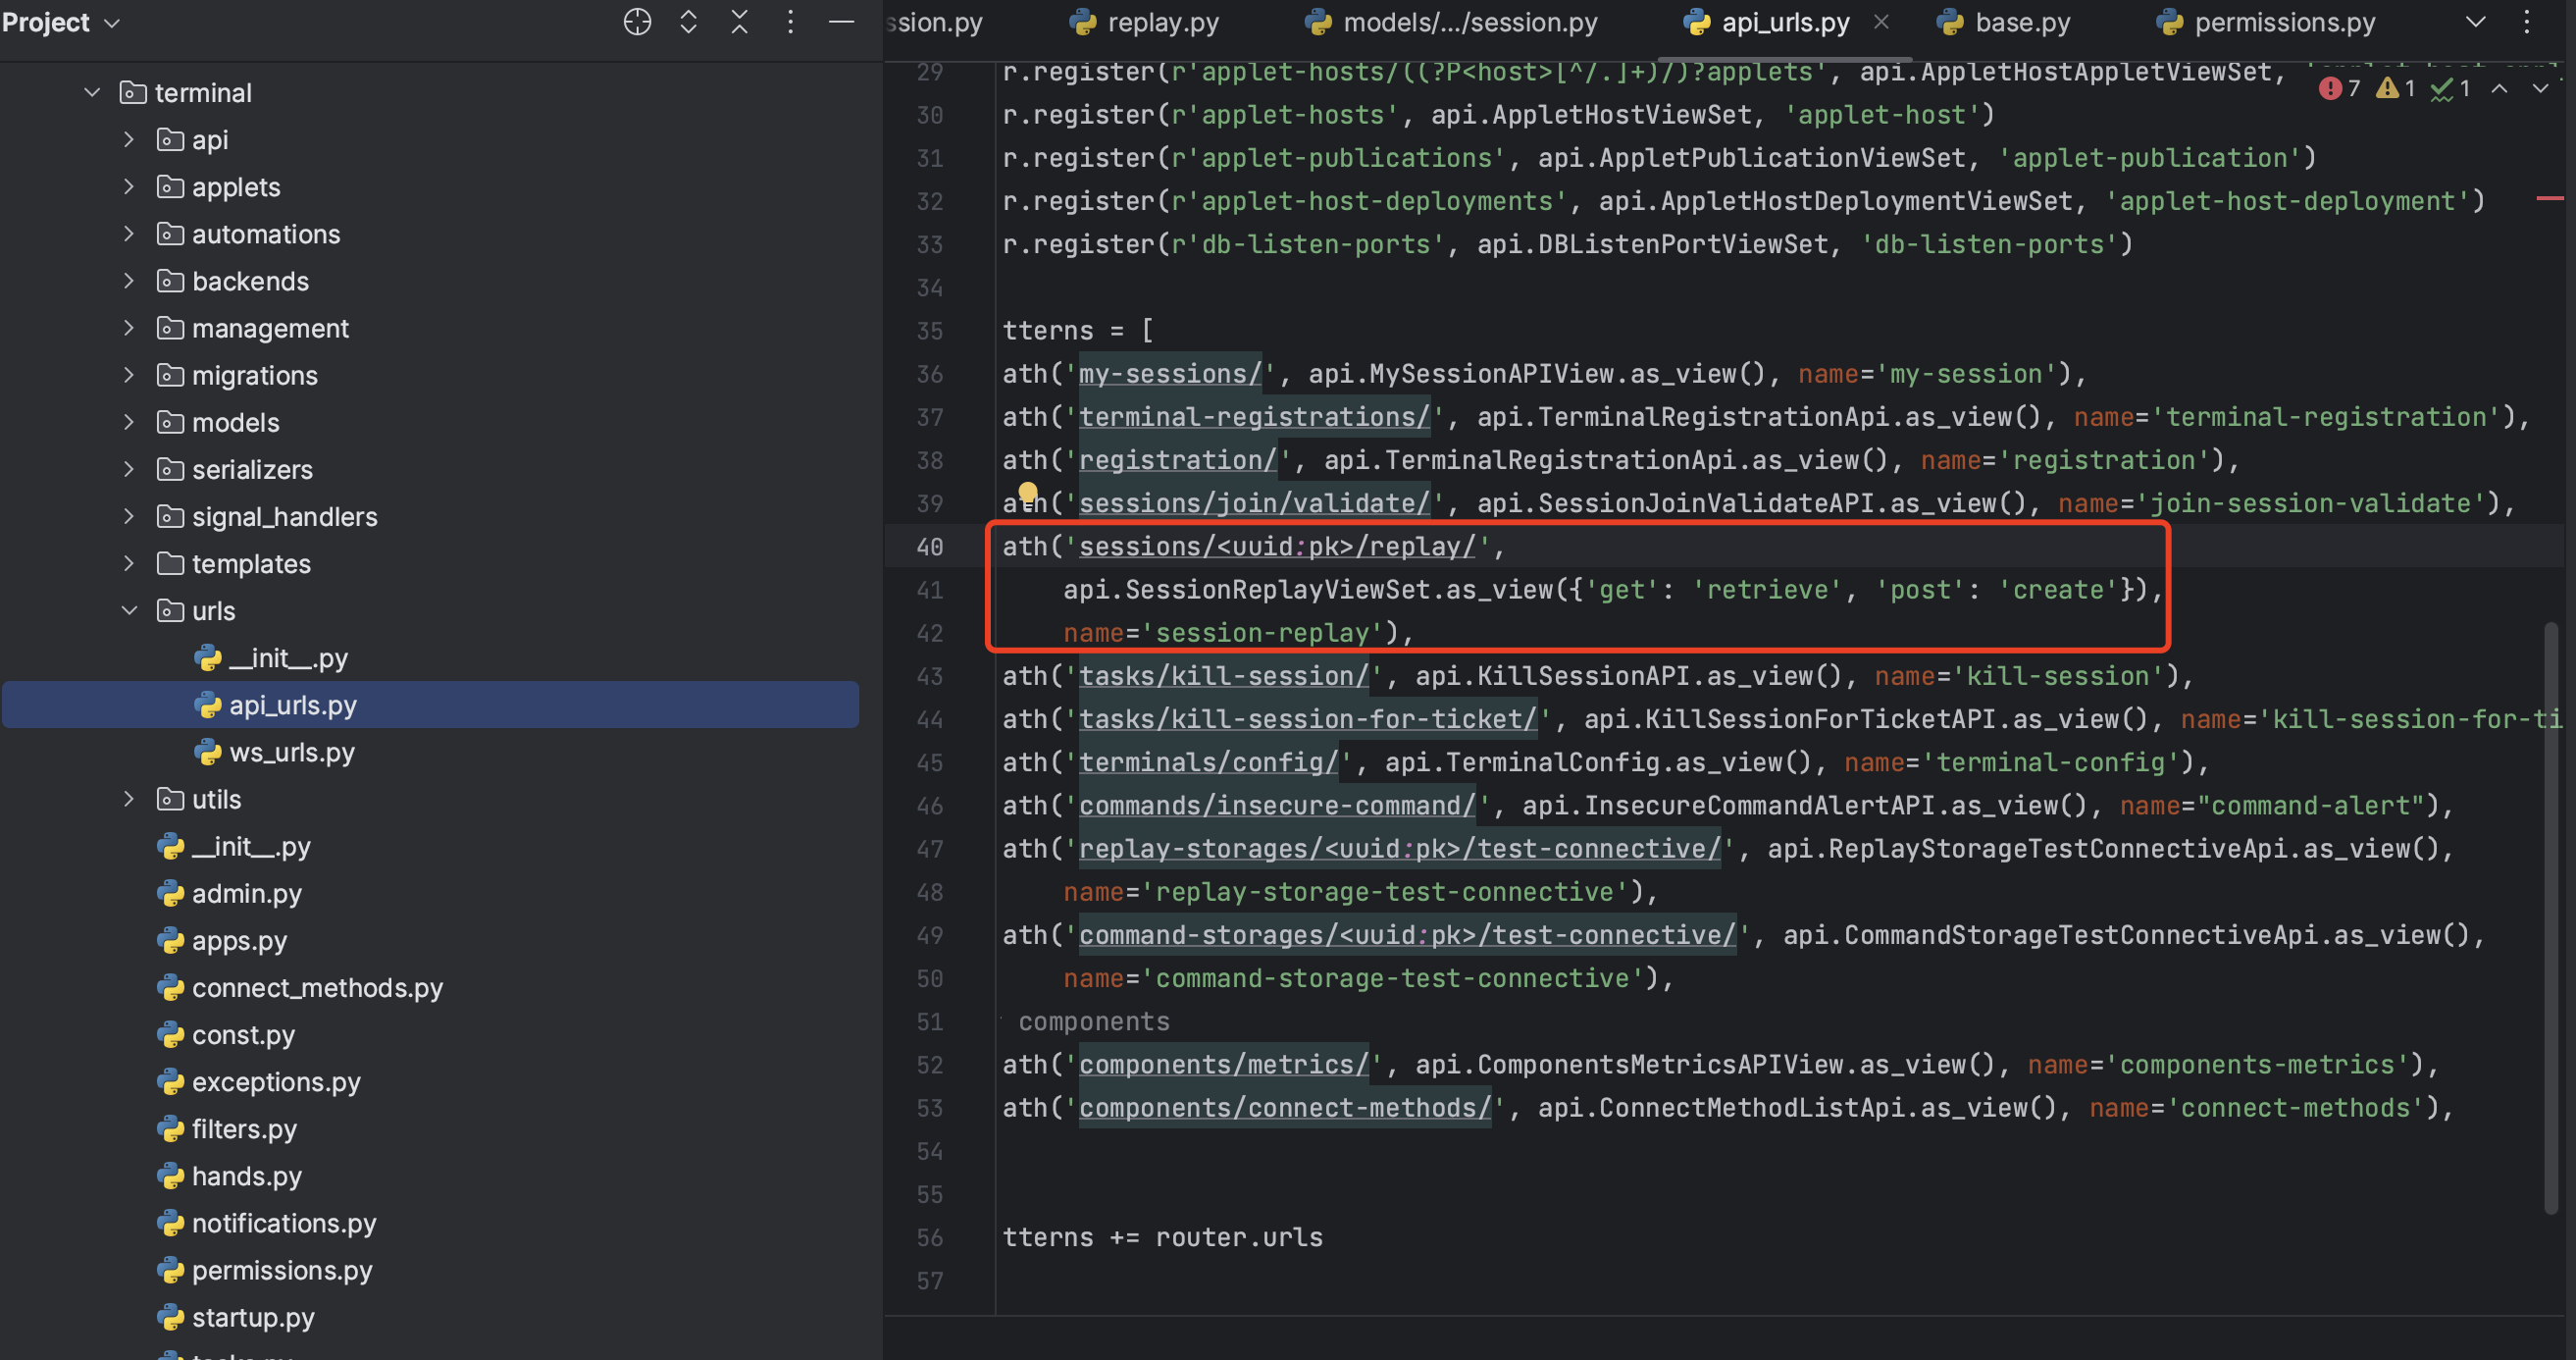 Project
terminal
api
applets
automations
backends
management
migrations
models
serializers
signal_handlers
templates
urls
__init__.py
api_urls.py
ws_urls.py
utils
__init__.py
admin.py
apps.py
connect_methods.py
const.py
exceptions.py
filters.py
hands.py
notifications.py
permissions.py
startup.py
ssion.py replay.py models/.../session.py api_urls.py base.py permissions.py
7 1 1
29 r.register(r'applet-hosts/((?P<host>[^/.]+)/)?applets', api.AppletHostAppletViewSet,
30 r.register(r'applet-hosts', api.AppletHostViewSet, 'applet-host')
31 r.register(r'applet-publications', api.AppletPublicationViewSet, 'applet-publication')
32 r.register(r'applet-host-deployments', api.AppletHostDeploymentViewSet, 'applet-host-deployment')
33 r.register(r'db-listen-ports', api.DBListenPortViewSet, 'db-listen-ports')
34
35 tterns = [
36 ath('my-sessions/', api.MySessionAPIView.as_view(), name='my-session'),
37 ath('terminal-registrations/', api.TerminalRegistrationApi.as_view(), name='terminal-registration'),
38 ath('registration/', api.TerminalRegistrationApi.as_view(), name='registration'),
39 ath('sessions/join/validate/', api.SessionJoinValidateAPI.as_view(), name='join-session-validate'),
40 ath('sessions/<uuid:pk>/replay/',
41 api.SessionReplayViewSet.as_view({'get': 'retrieve', 'post': 'create'}),
42 name='session-replay'),
43 ath('tasks/kill-session/', api.KillSessionAPI.as_view(), name='kill-session'),
44 ath('tasks/kill-session-for-ticket/', api.KillSessionForTicketAPI.as_view(), name='kill-session-for-ti
45 ath('terminals/config/', api.TerminalConfig.as_view(), name='terminal-config'),
46 ath('commands/insecure-command/', api.InsecureCommandAlertAPI.as_view(), name="command-alert"),
47 ath('replay-storages/<uuid:pk>/test-connective/', api.ReplayStorageTestConnectiveApi.as_view(),
48 name='replay-storage-test-connective'),
49 ath('command-storages/<uuid:pk>/test-connective/', api.CommandStorageTestConnectiveApi.as_view(),
50 name='command-storage-test-connective'),
51 components
52 ath('components/metrics/', api.ComponentsMetricsAPIView.as_view(), name='components-metrics'),
53 ath('components/connect-methods/', api.ConnectMethodListApi.as_view(), name='connect-methods'),
54
55
56 tterns += router.urls
57